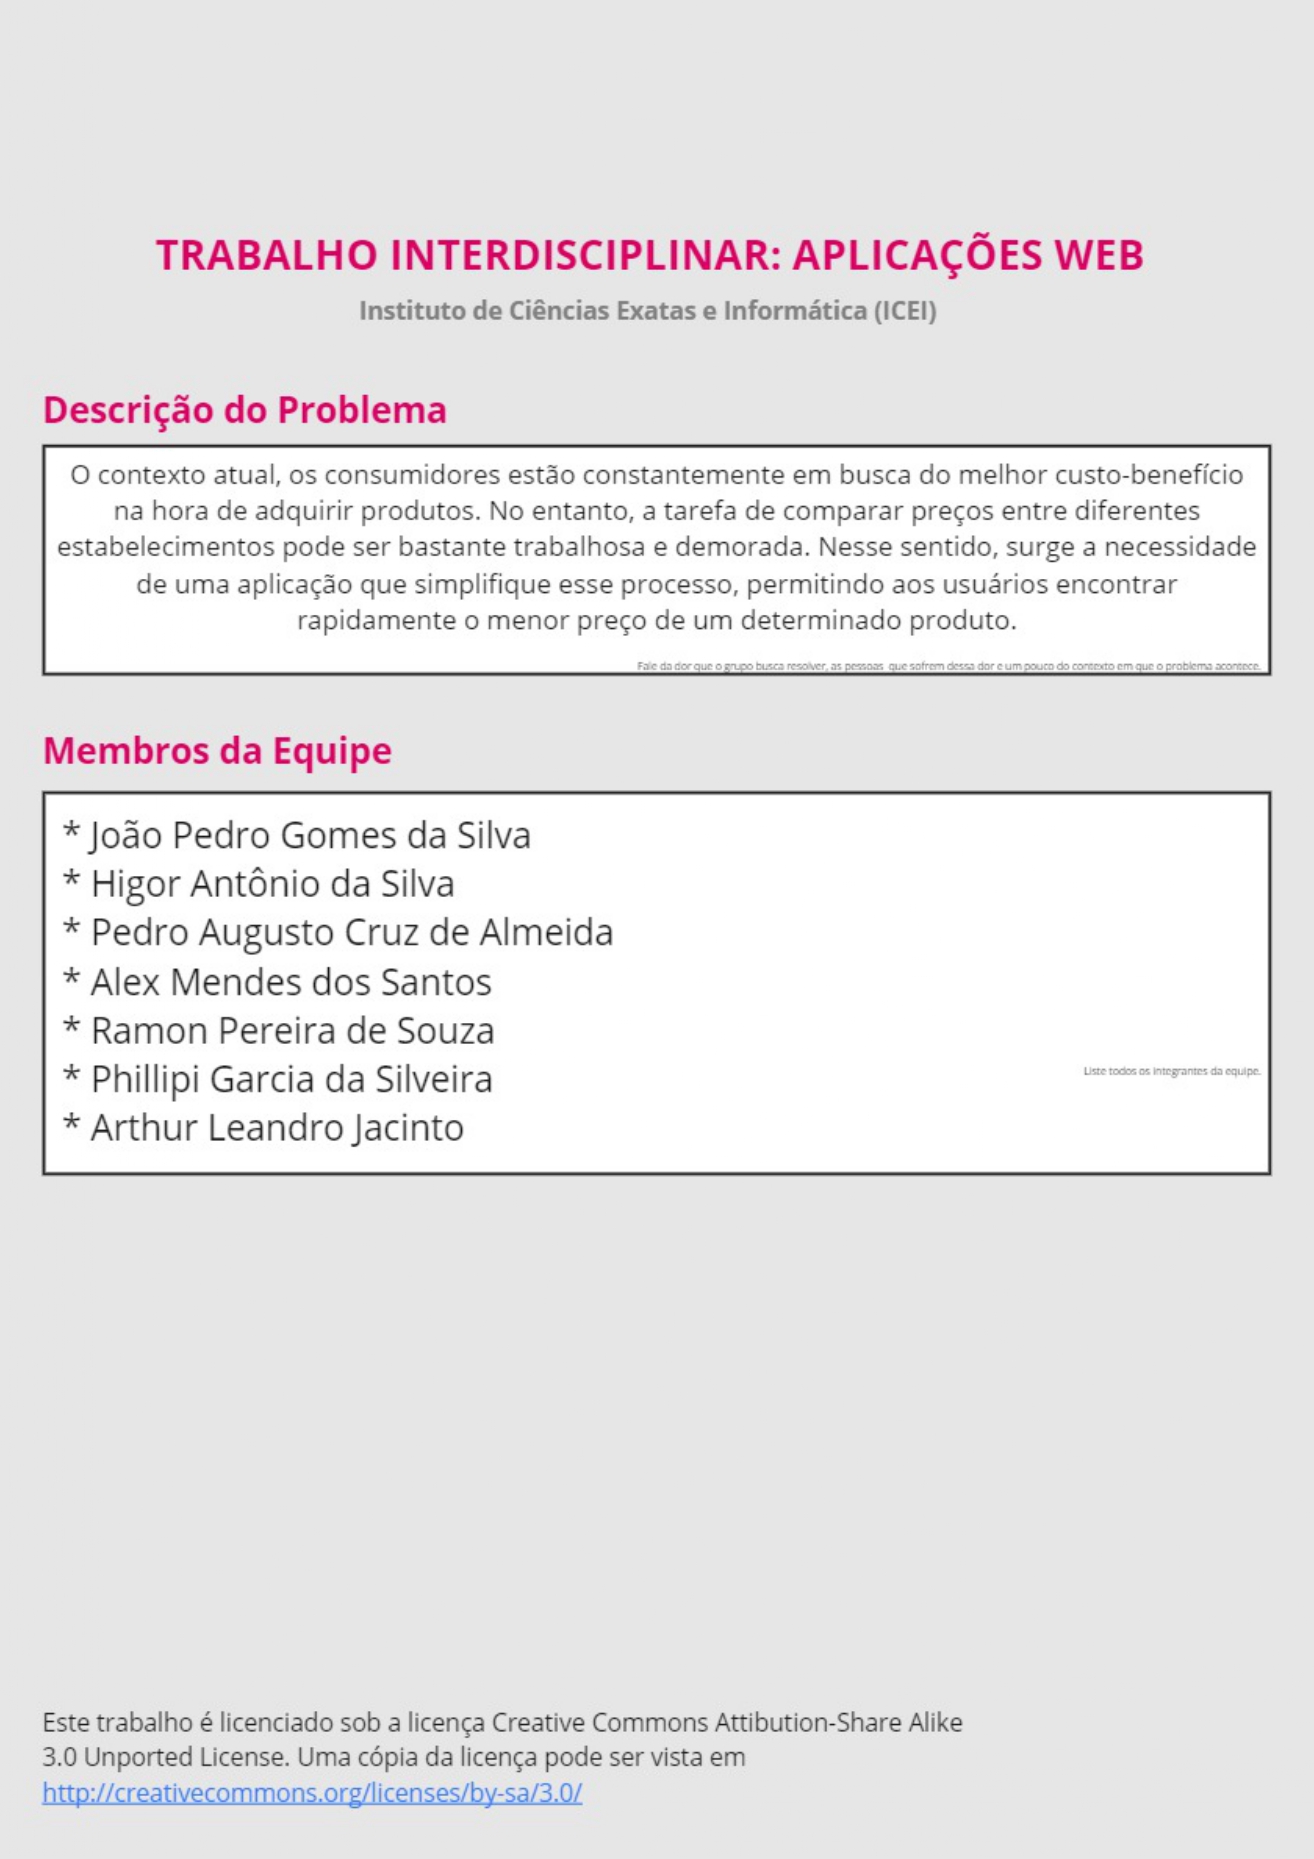 TRABALHO INTERDISCIPLINAR: APLICAÇÕES WEB
Instituto de Ciências Exatas e Informática (ICEI)
Descrição do Problema
O contexto atual, os consumidores estão constantemente em busca do melhor custo-benefício
na hora de adquirir produtos. No entanto, a tarefa de comparar preços entre diferentes
estabelecimentos pode ser bastante trabalhosa e demorada. Nesse sentido, surge a necessidade
de uma aplicação que simplifique esse processo, permitindo aos usuários encontrar
rapidamente o menor preço de um determinado produto.
Fale da dor que o grupo busca resolver, as pessoas que sofrem dessa dor e um pouco do contexto em que o problema acontece.
Membros da Equipe
* João Pedro Gomes da Silva
* Higor Antônio da Silva
* Pedro Augusto Cruz de Almeida
* Alex Mendes dos Santos
* Ramon Pereira de Souza
* Phillipi Garcia da Silveira
Liste todos os integrantes da equipe.
* Arthur Leandro Jacinto
Este trabalho é licenciado sob a licença Creative Commons Attibution-Share Alike
3.0 Unported License. Uma cópia da licença pode ser vista em
http://creativecommons.org/licenses/by-sa/3.0/